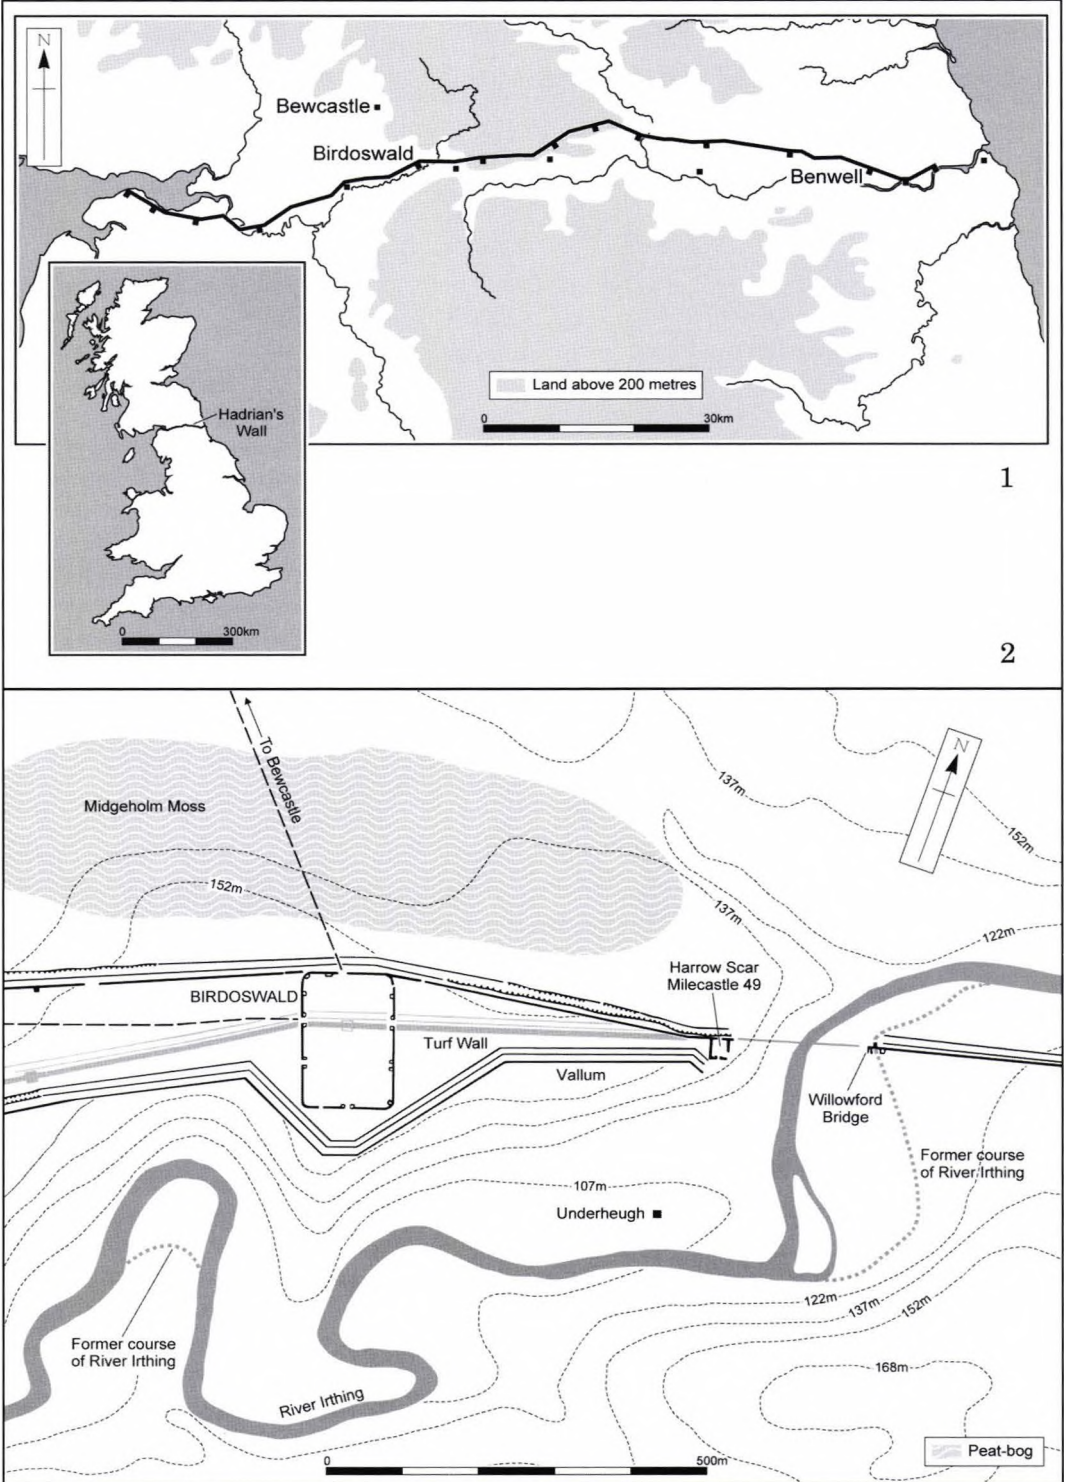 N
Bewcastle
Birdoswald
Benwell
Land above 200 metres
0 30km
Hadrian's
Wall
0 300km
1
2
To Bewcastle
N
Midgeholm Moss
137m
152m
152m
137m
122m
Harrow Scar
Milecastle 49
BIRDOSWALD
Turf Wall
Vallum
Willowford
Bridge
Former course
of River Irthing
107m
Underheugh
122m
137m
152m
Former course
of River Irthing
168m
River Irthing
Peat-bog
0 500m